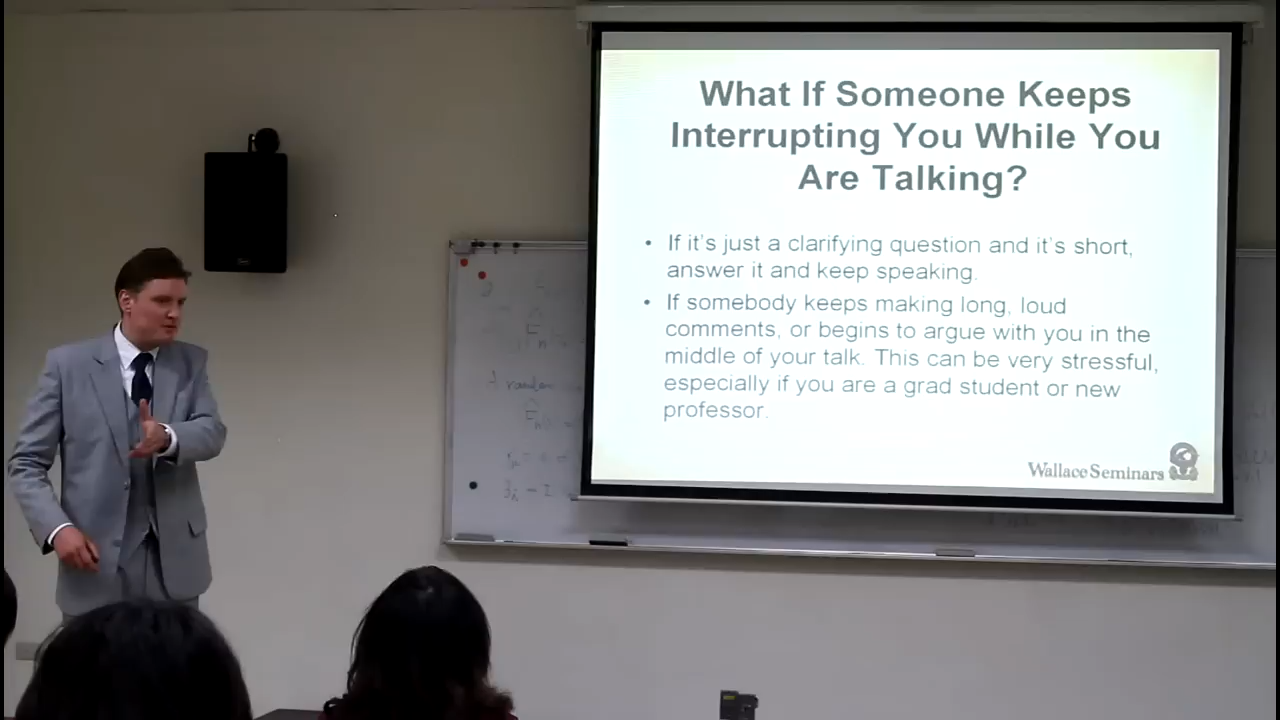 What If Someone Keeps
Interrupting You While You
Are Talking?
• If it's just a clarifying question and it's short,
answer it and keep speaking.
• If somebody keeps making long, loud
comments, or begins to argue with you in the
middle of your talk. This can be very stressful,
especially if you are a grad student or new
professor.
Wallace Seminars
A random